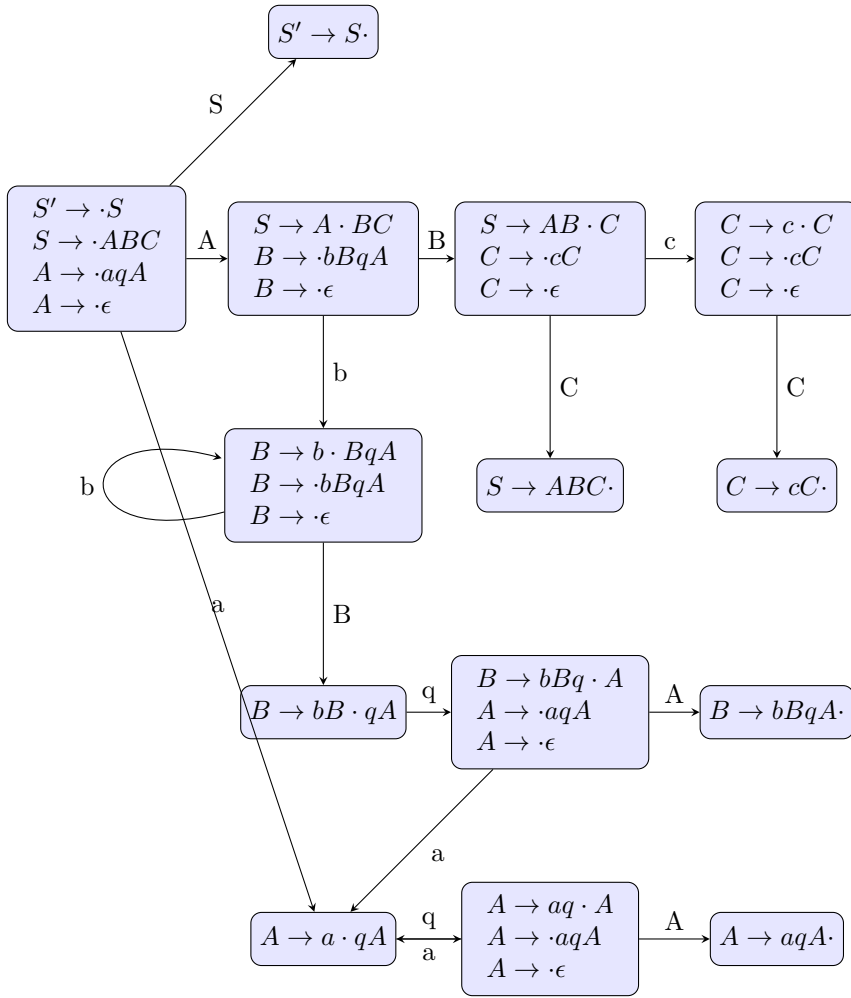 S′ → S·
S
S′ → ·S
S → ·ABC
A → ·aqA
A → ·ϵ
A
S → A · BC
B → ·bBqA
B → ·ϵ
B
S → AB · C
C → ·cC
C → ·ϵ
c
C → c · C
C → ·cC
C → ·ϵ
b
C
C
b
B → b · BqA
B → ·bBqA
B → ·ϵ
S → ABC·
C → cC·
a
B
B → bB · qA
q
B → bBq · A
A → ·aqA
A → ·ϵ
A
B → bBqA·
a
A → a · qA
q
a
A → aq · A
A → ·aqA
A → ·ϵ
A
A → aqA·